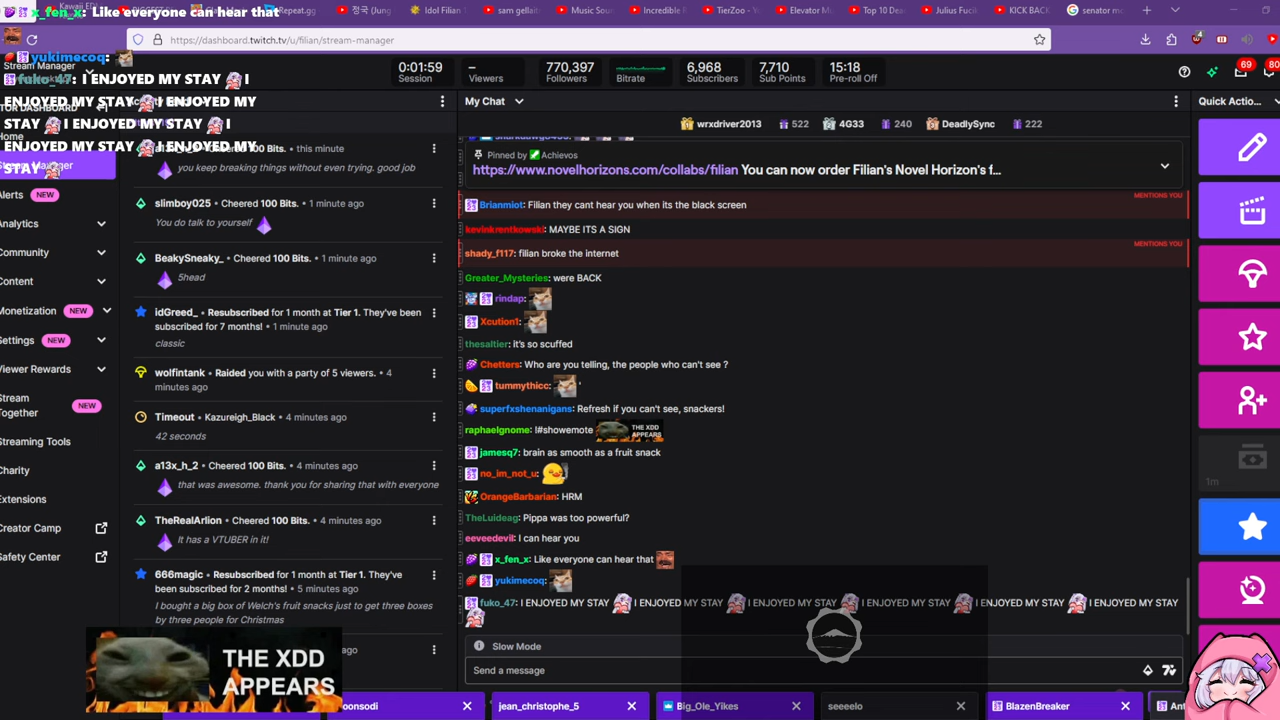 x_fen_x: Like everyone can hear that
yukimecoq:
fuko_47: I ENJOYED MY STAY I
ENJOYED MY STAY I ENJOYED MY
STAY I ENJOYED MY STAY I
ENJOYED MY STAY I ENJOYED MY
STAY
Repeat.gg
정국 (Jung
Idol Filian
sam gellait
Music Soun
Incredible
TierZo
Elevator M
Top 10 Dea
Julius Fucik
KICK BACK
senator m
https://dashboard.twitch.tv/u/filian/stream-manager
Stream Manager
0:01:59
Session
–
Viewers
770,397
Followers
Bitrate
6,968
Subscribers
7,710
Sub Points
15:18
Pre-roll Off
69
80
TOR DASHBOARD
Home
Alerts NEW
Analytics
Community
Content
Monetization NEW
Settings NEW
Viewer Rewards
Stream
Together NEW
Streaming Tools
Charity
Extensions
Creator Camp
Safety Center
Cheered 100 Bits. • this minute
you keep breaking things without even trying. good job
slimboy025 • Cheered 100 Bits. • 1 minute ago
You do talk to yourself
BeakySneaky_ • Cheered 100 Bits. • 1 minute ago
5head
idGreed_ • Resubscribed for 1 month at Tier 1. They've been
subscribed for 7 months! • 1 minute ago
classic
wolfintank • Raided you with a party of 5 viewers. • 4
minutes ago
Timeout • Kazureigh_Black • 4 minutes ago
42 seconds
a13x_h_2 • Cheered 100 Bits. • 4 minutes ago
that was awesome. thank you for sharing that with everyone
TheRealArlion • Cheered 100 Bits. • 4 minutes ago
It has a VTUBER in it!
666magic • Resubscribed for 1 month at Tier 1. They've
been subscribed for 2 months! • 5 minutes ago
I bought a big box of Welch's fruit snacks just to get three boxes
by three people for Christmas
THE XDD
APPEARS
My Chat
wrxdriver2013 522 4G33 240 DeadlySync 222
Pinned by Achievos
https://www.novelhorizons.com/collabs/filian You can now order Filian's Novel Horizon's f...
MENTIONS YOU
Brianmiot: Filian they cant hear you when its the black screen
kevinkrentkowski: MAYBE ITS A SIGN
MENTIONS YOU
shady_f117: filian broke the internet
Greater_Mysteries: were BACK
rindap:
Xcution1:
thesaltier: it's so scuffed
Chetters: Who are you telling, the people who can't see ?
tummythicc: '
superfxshenanigans: Refresh if you can't see, snackers!
raphaelgnome: !#showemote THE XDD APPEARS
jamesq7: brain as smooth as a fruit snack
no_im_not_u:
OrangeBarbarian: HRM
TheLuideag: Pippa was too powerful?
eeveedevil: I can hear you
x_fen_x: Like everyone can hear that
yukimecoq:
fuko_47: I ENJOYED MY STAY I ENJOYED MY STAY I ENJOYED MY STAY I ENJOYED MY STAY I ENJOYED MY STAY
Slow Mode
Send a message
Quick Actio...
1m
oonsodi
jean_christophe_5
Big_Ole_Yikes
seeeelo
BlazenBreaker
Ant